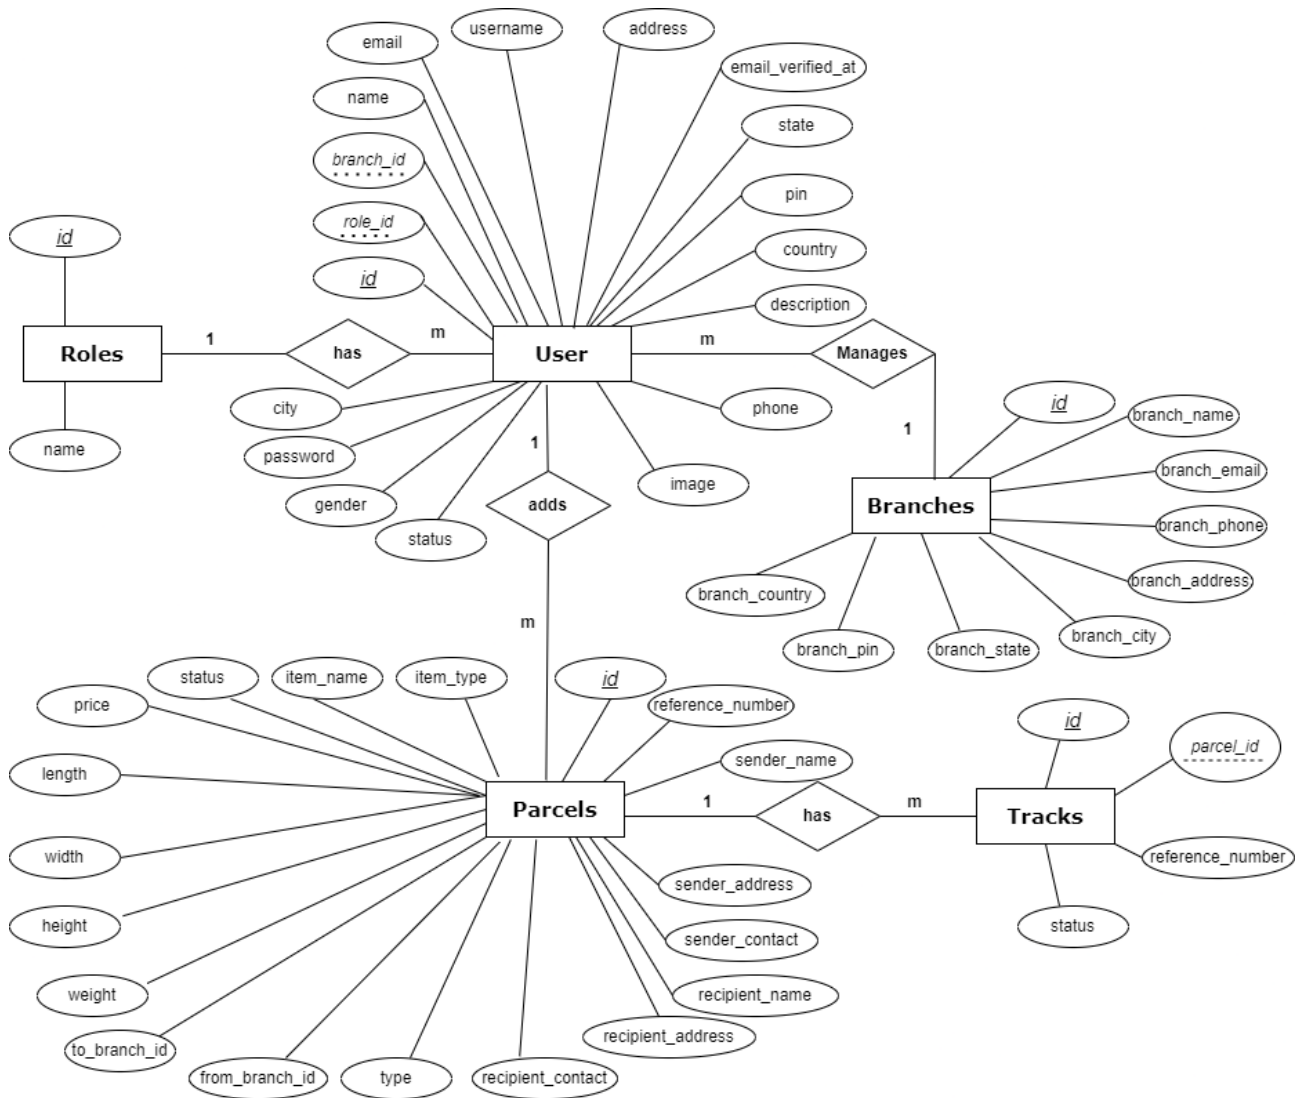 username
address
email
email_verified_at
name
state
branch_id
pin
role_id
id
country
id
description
1
has
m
Roles
User
m
Manages
city
phone
id
branch_name
name
password
1
1
branch_email
gender
image
adds
Branches
branch_phone
status
branch_country
branch_address
m
branch_pin
branch_state
branch_city
status
item_name
item_type
id
price
reference_number
id
parcel_id
length
sender_name
Parcels
1
has
m
Tracks
width
reference_number
sender_address
height
sender_contact
status
weight
recipient_name
to_branch_id
recipient_address
from_branch_id
type
recipient_contact